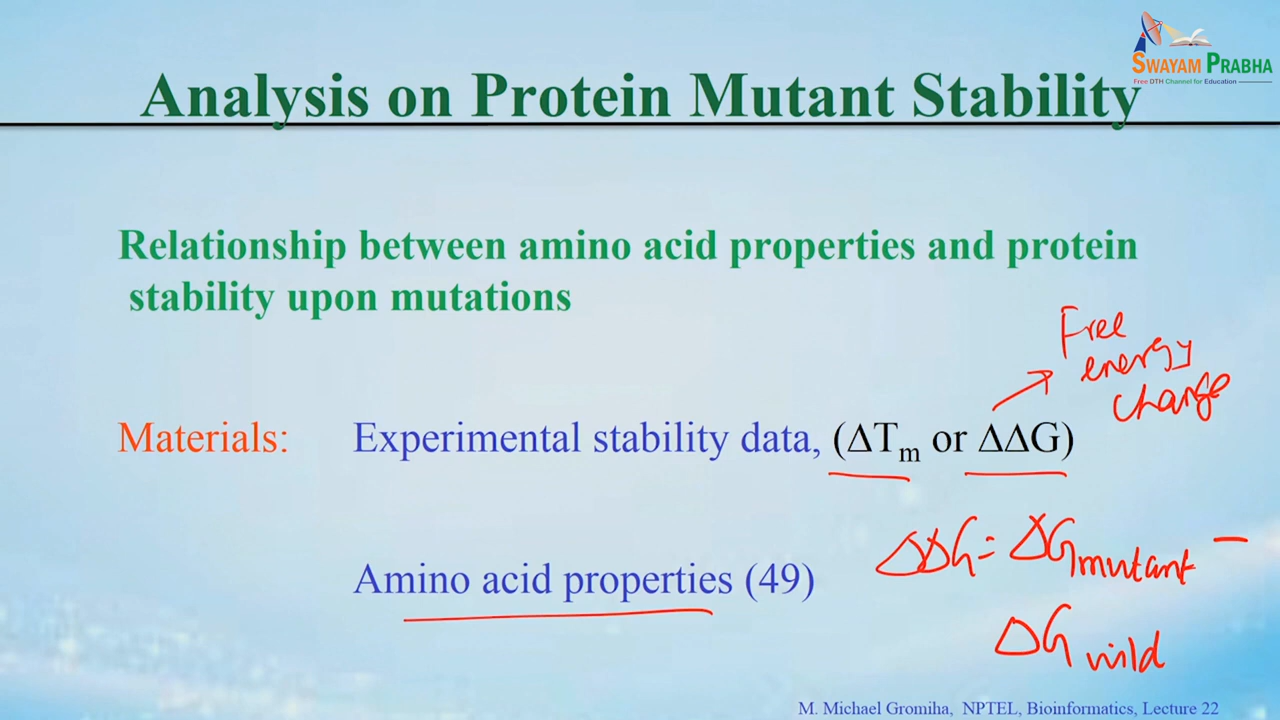 SWAYAM PRABHA
Free DTH Channel for Education
Analysis on Protein Mutant Stability
Relationship between amino acid properties and protein
stability upon mutations
Free
energy
change
Materials: Experimental stability data, (ΔTm or ΔΔG)
ΔΔG = ΔGmutant –
Amino acid properties (49)
ΔGwild
M. Michael Gromiha, NPTEL, Bioinformatics, Lecture 22